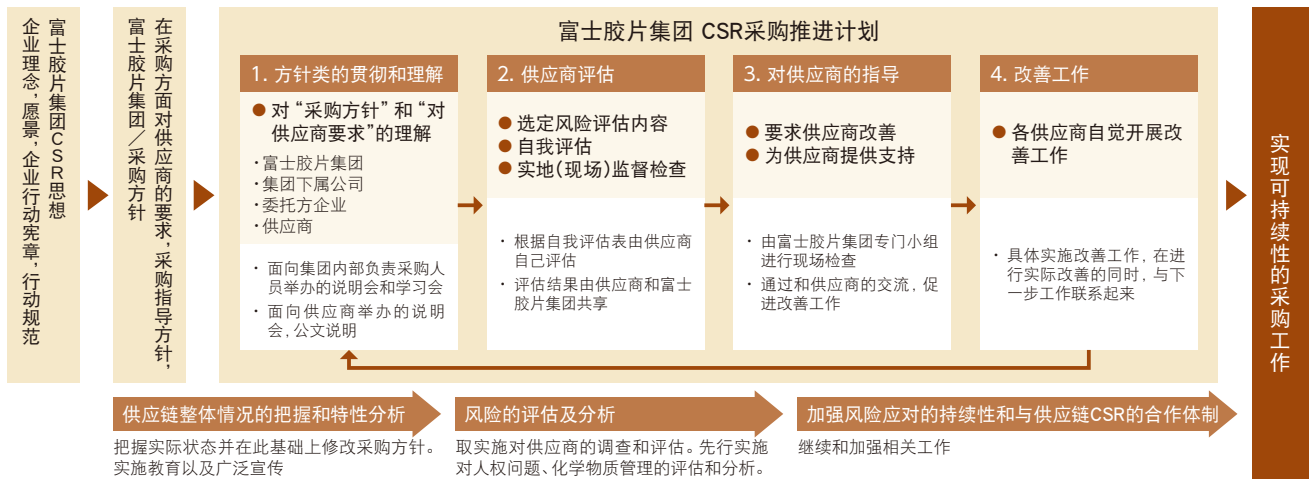 富士胶片集团CSR思想
企业理念,愿景,企业行动宪章,行动规范
在采购方面对供应商的要求,采购指导方针,
富士胶片集团/采购方针
富士胶片集团 CSR采购推进计划
1. 方针类的贯彻和理解
● 对 “采购方针” 和 “对
供应商要求”的理解
·富士胶片集团
·集团下属公司
·委托方企业
·供应商
· 面向集团内部负责采购人
员举办的说明会和学习会
· 面向供应商举办的说明
会,公文说明
2. 供应商评估
● 选定风险评估内容
● 自我评估
● 实地(现场)监督检查
· 根据自我评估表由供应商
自己评估
· 评估结果由供应商和富士
胶片集团共享
3. 对供应商的指导
● 要求供应商改善
● 为供应商提供支持
· 由富士胶片集团专门小组
进行现场检查
· 通过和供应商的交流, 促
进改善工作
4. 改善工作
● 各供应商自觉开展改
善工作
· 具体实施改善工作, 在进
行实际改善的同时, 与下
一步工作联系起来
实现可持续性的采购工作
供应链整体情况的把握和特性分析
把握实际状态并在此基础上修改采购方针。
实施教育以及广泛宣传
风险的评估及分析
取实施对供应商的调查和评估。先行实施
对人权问题、化学物质管理的评估和分析。
加强风险应对的持续性和与供应链CSR的合作体制
继续和加强相关工作